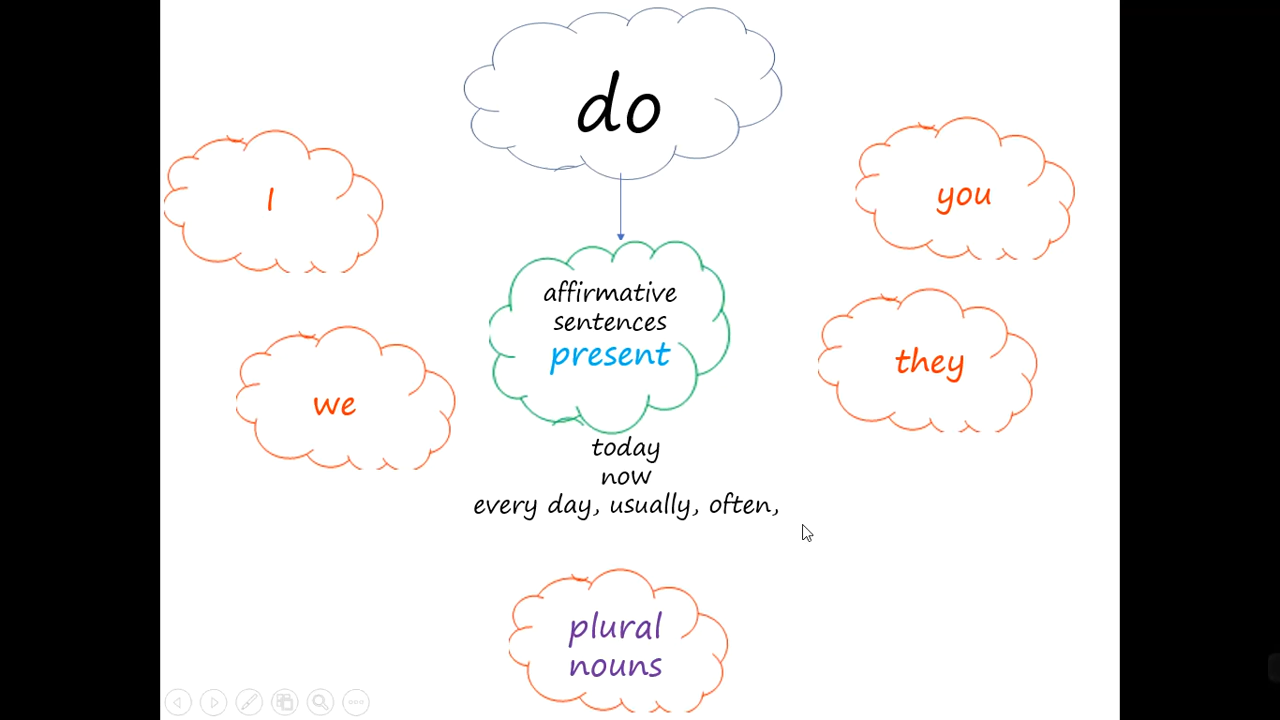 do
I
you
affirmative
sentences
present
we
they
today
now
every day, usually, often,
plural
nouns